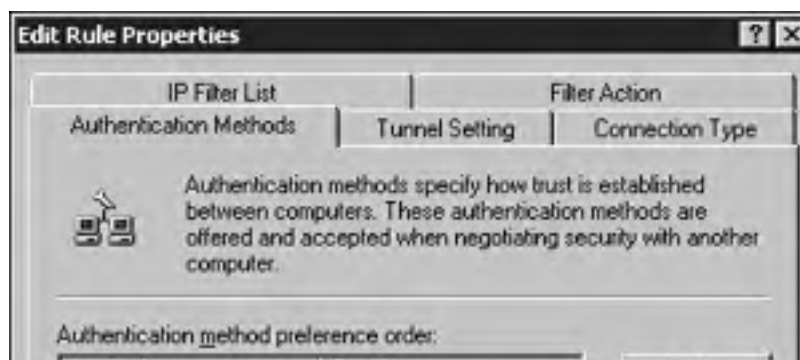 Edit Rule Properties
IP Filter List
Filter Action
Authentication Methods
Tunnel Setting
Connection Type
Authentication methods specify how trust is established
between computers. These authentication methods are
offered and accepted when negotiating security with another
computer.
Authentication method preference order: